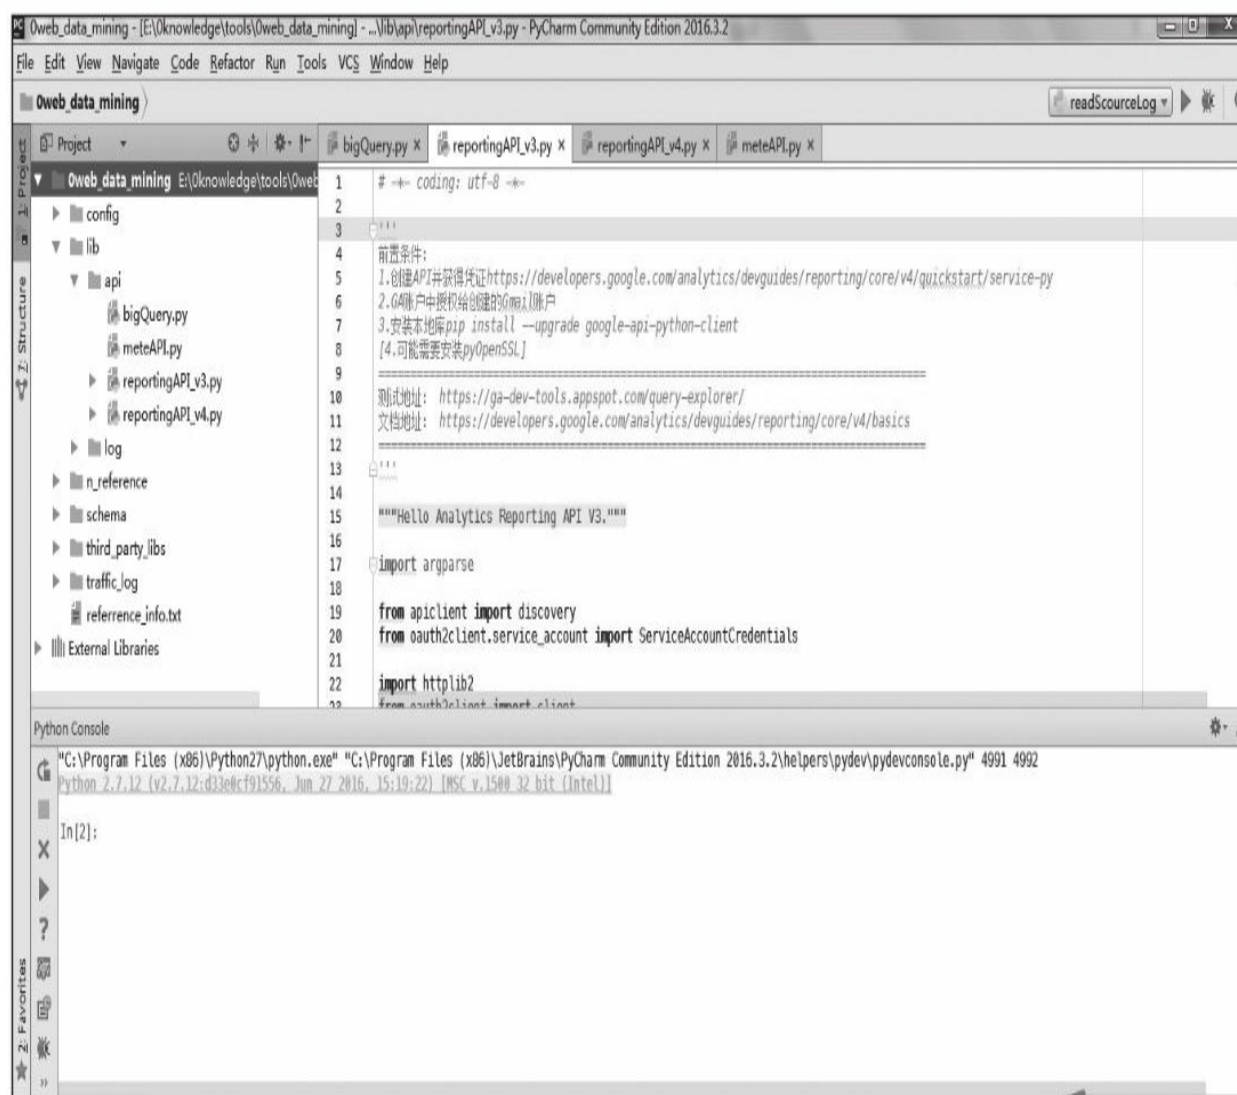 0web_data_mining - [E:\0knowledge\tools\0web_data_mining] - ...\lib\api\reportingAPI_v3.py - PyCharm Community Edition 2016.3.2
File Edit View Navigate Code Refactor Run Tools VCS Window Help
0web_data_mining
readScourceLog
1: Project
Project
bigQuery.py ×
reportingAPI_v3.py ×
reportingAPI_v4.py ×
meteAPI.py ×
0web_data_mining E:\0knowledge\tools\0wet
config
lib
api
bigQuery.py
meteAPI.py
reportingAPI_v3.py
reportingAPI_v4.py
log
n_reference
schema
third_party_libs
traffic_log
referrence_info.txt
External Libraries
7: Structure
2: Favorites
1 # -*- coding: utf-8 -*-
2
3 '''
4 前置条件:
5 1.创建API并获得凭证https://developers.google.com/analytics/devguides/reporting/core/v4/quickstart/service-py
6 2.GA账户中授权给创建的Gmail账户
7 3.安装本地库pip install --upgrade google-api-python-client
8 [4.可能需要安装pyOpenSSL]
9 ================================================================================
10 测试地址: https://ga-dev-tools.appspot.com/query-explorer/
11 文档地址: https://developers.google.com/analytics/devguides/reporting/core/v4/basics
12 ================================================================================
13 '''
14
15 """Hello Analytics Reporting API V3."""
16
17 import argparse
18
19 from apiclient import discovery
20 from oauth2client.service_account import ServiceAccountCredentials
21
22 import httplib2
23 from oauth2client import client
Python Console
"C:\Program Files (x86)\Python27\python.exe" "C:\Program Files (x86)\JetBrains\PyCharm Community Edition 2016.3.2\helpers\pydev\pydevconsole.py" 4991 4992
Python 2.7.12 (v2.7.12:d33e0cf91556, Jun 27 2016, 15:19:22) [MSC v.1500 32 bit (Intel)]
In[2]: